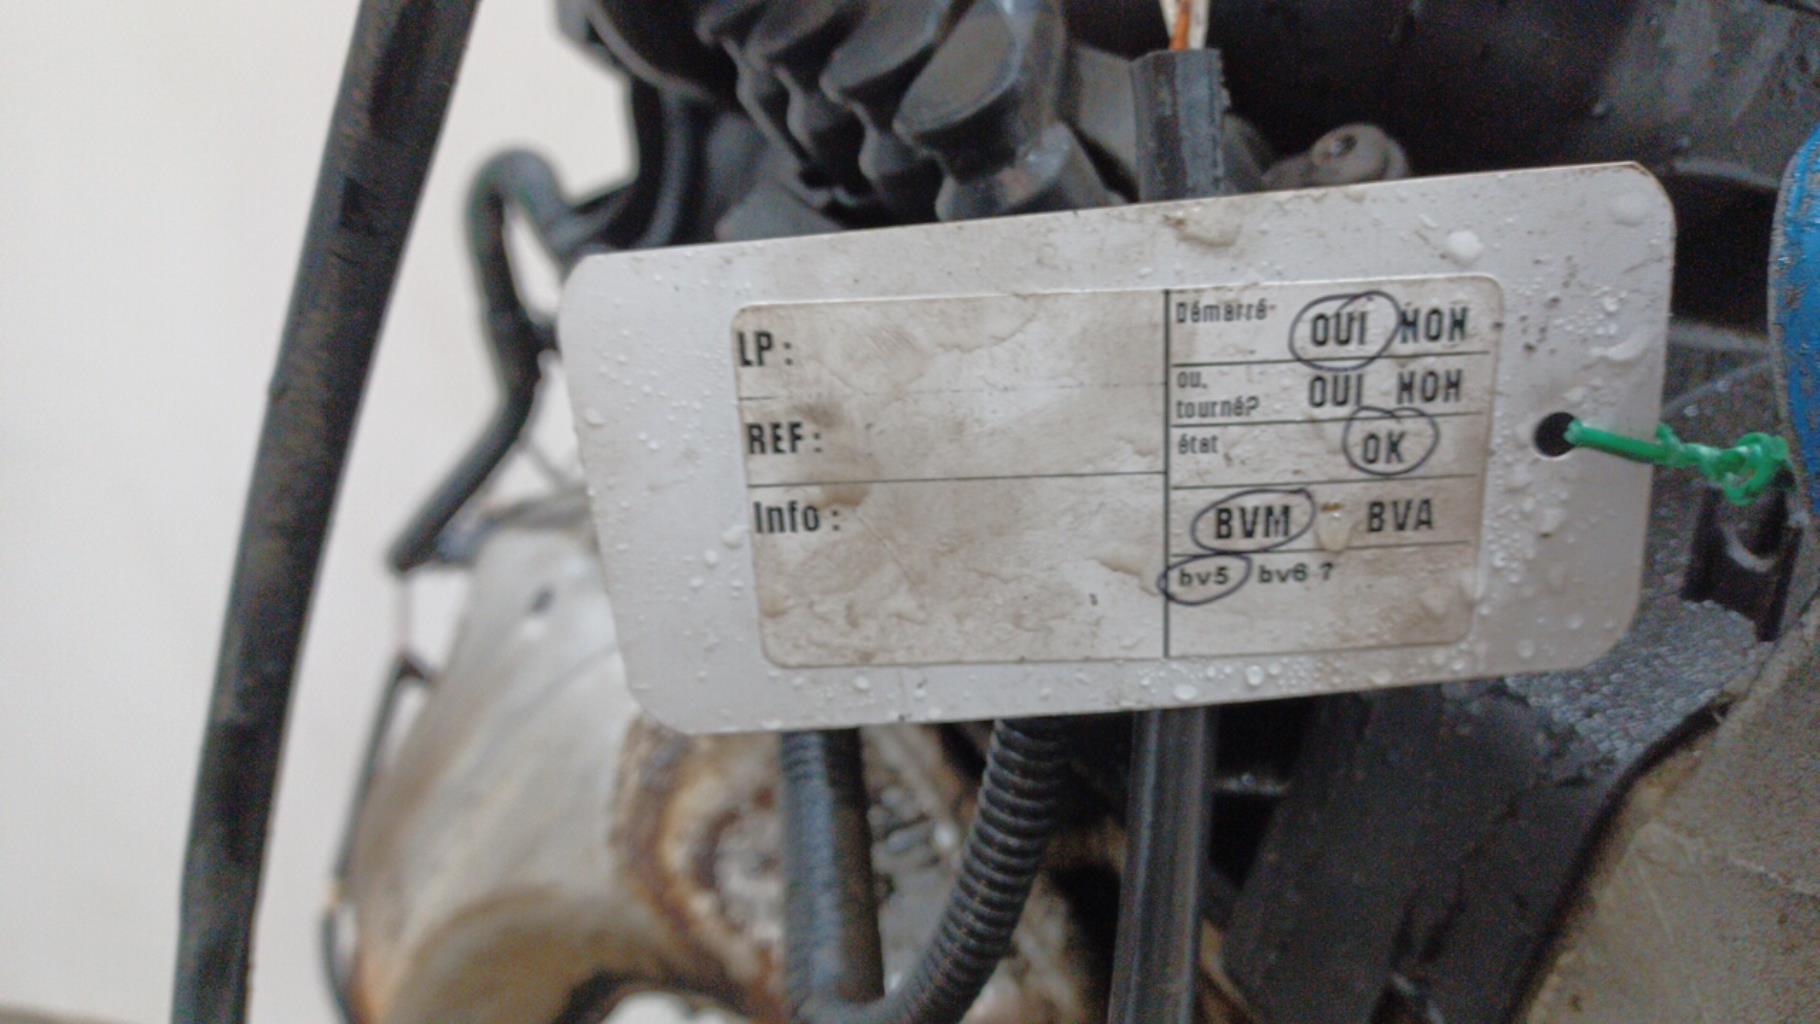 LP :
REF :
Info :
Démarré- OUI NON
ou, tourné? OUI NON
état OK
BVM - BVA
bv5 bv6 ?